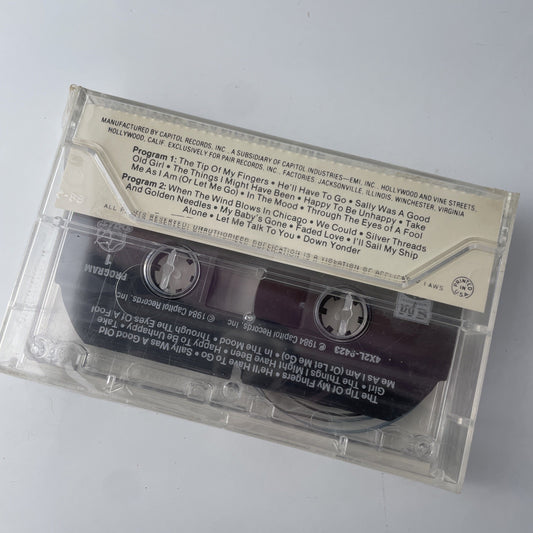 MANUFACTURED BY CAPITOL RECORDS, INC., A SUBSIDIARY OF CAPITOL INDUSTRIES—EMI, INC., HOLLYWOOD AND VINE STREETS,
HOLLYWOOD, CALIF. EXCLUSIVELY FOR PAIR RECORDS, INC., FACTORIES: JACKSONVILLE, ILLINOIS, WINCHESTER, VIRGINIA
Program 1: The Tip Of My Fingers • He'll Have To Go • Sally Was A Good
Old Girl • The Things I Might Have Been • Happy To Be Unhappy • Take
Me As I Am (Or Let Me Go) • In The Mood • Through The Eyes Of A Fool
Program 2: When The Wind Blows In Chicago • We Could • Silver Threads
And Golden Needles • My Baby's Gone • Faded Love • I'll Sail My Ship
Alone • Let Me Talk To You • Down Yonder
ALL RIGHTS RESERVED. UNAUTHORIZED DUPLICATION IS A VIOLATION OF APPLICABLE LAWS
PRINTED IN U.S.A.
PROGRAM 1
© 1984 Capitol Records, Inc.
© 1984 Capitol Records, Inc.
4X2L-9423
The Tip Of My Fingers • He'll Have To Go • Sally Was A Good Old
Girl • The Things I Might Have Been • Happy To Be Unhappy • Take
Me As I Am (Or Let Me Go) • In The Mood • Through The Eyes Of A Fool